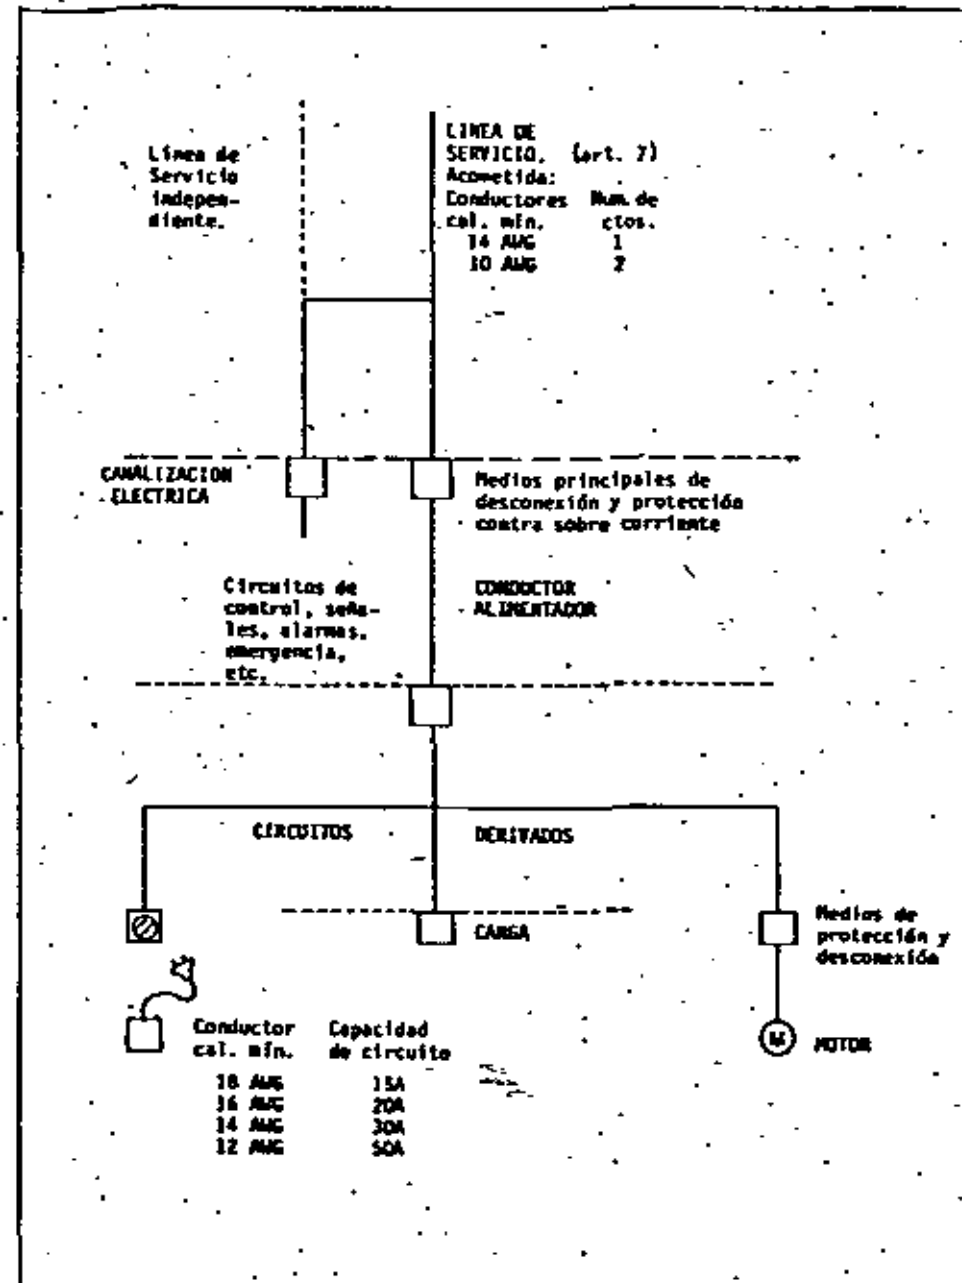 Línea de
Servicio
indepen-
diente.
LINEA DE
SERVICIO. (art. 7)
Acometida:
Conductores Num. de
cal. mín. ctos.
14 AWG 1
10 AWG 2
CANALIZACION
ELECTRICA
Medios principales de
desconexión y protección
contra sobre corriente
Circuitos de
control, seña-
les, alarmas,
emergencia,
etc.
CONDUCTOR
ALIMENTADOR
CIRCUITOS DERIVADOS
CARGA
Medios de
protección y
desconexión
M
MOTOR
Conductor Capacidad
cal. mín. de circuito
18 AWG 15A
16 AWG 20A
14 AWG 30A
12 AWG 50A